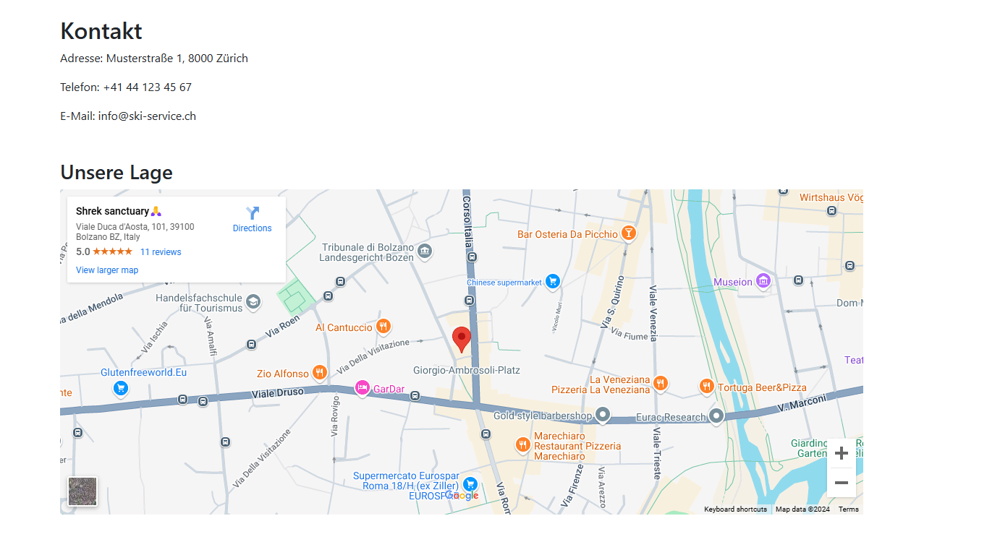 Kontakt
Adresse: Musterstraße 1, 8000 Zürich
Telefon: +41 44 123 45 67
E-Mail: info@ski-service.ch
Unsere Lage
Shrek sanctuary
Viale Duca d'Aosta, 101, 39100
Bolzano BZ, Italy
5.0
11 reviews
View larger map
Directions
Corso Italia
Wirtshaus Vög
Bar Osteria Da Picchio
Tribunale di Bolzano
Landesgericht Bozen
Chinese supermarket
Museion
Handelsfachschule
für Tourismus
a della Mendola
Via Roen
Via Ischia
Via Amalfi
Al Cantuccio
Via Della Visitazione
Vicolo Muri
Via S. Quirino
Viale Venezia
Via Fiume
Dom
Teat
Glutenfreeworld.Eu
Zio Alfonso
Giorgio-Ambrosoli-Platz
nte
Viale Druso
GarDar
La Veneziana
Pizzeria La Veneziana
Tortuga Beer&Pizza
V. Marconi
Via Rovigo
Gold style barbershop
Eurac Research
Marechiaro
Restaurant Pizzeria
Marechiaro
Viale Trieste
Via Della Visitazione
er
Via Firenze
Via Arezzo
Via Rom
Supermercato Eurospar
Roma 18/H (ex Ziller)
EUROSP
Google
Giardino
Garten
Keyboard shortcuts
Map data ©2024
Terms